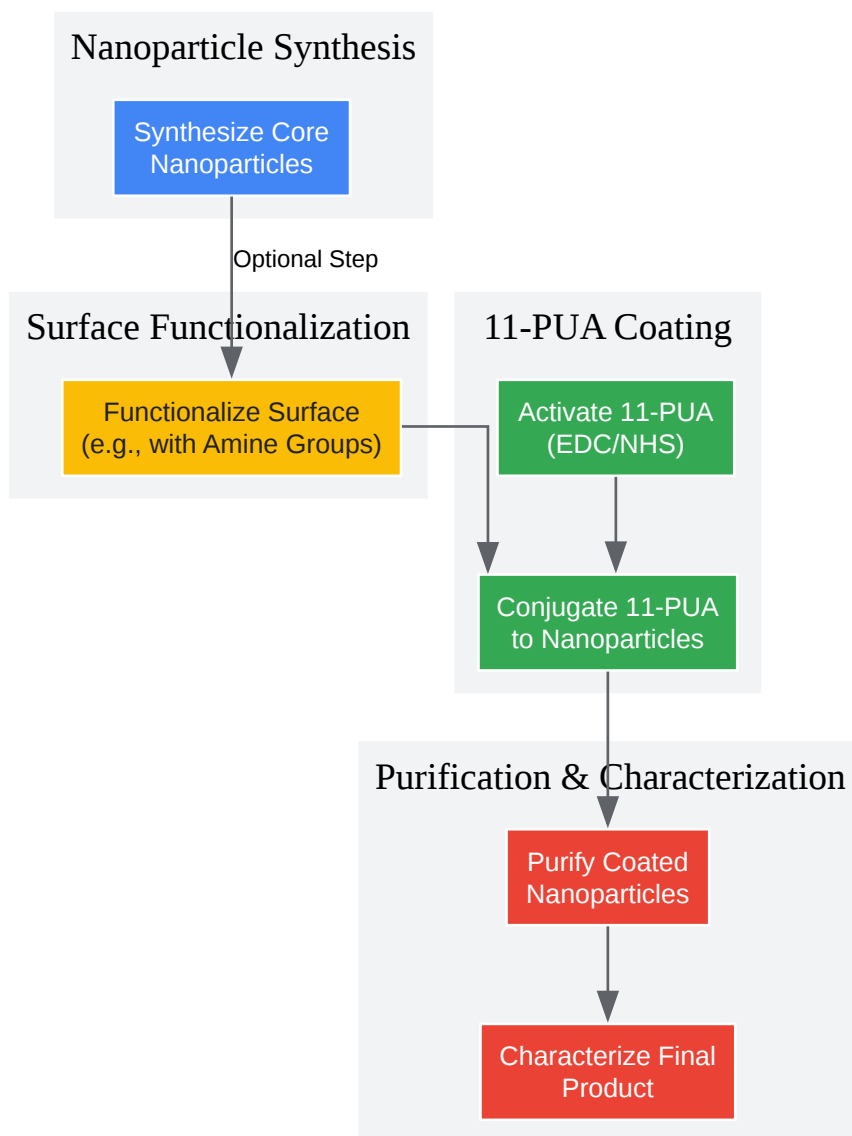 Nanoparticle Synthesis
Synthesize Core
Nanoparticles
Optional Step
Surface Functionalization
Functionalize Surface
(e.g., with Amine Groups)
11-PUA Coating
Activate 11-PUA
(EDC/NHS)
Conjugate 11-PUA
to Nanoparticles
Purification & Characterization
Purify Coated
Nanoparticles
Characterize Final
Product